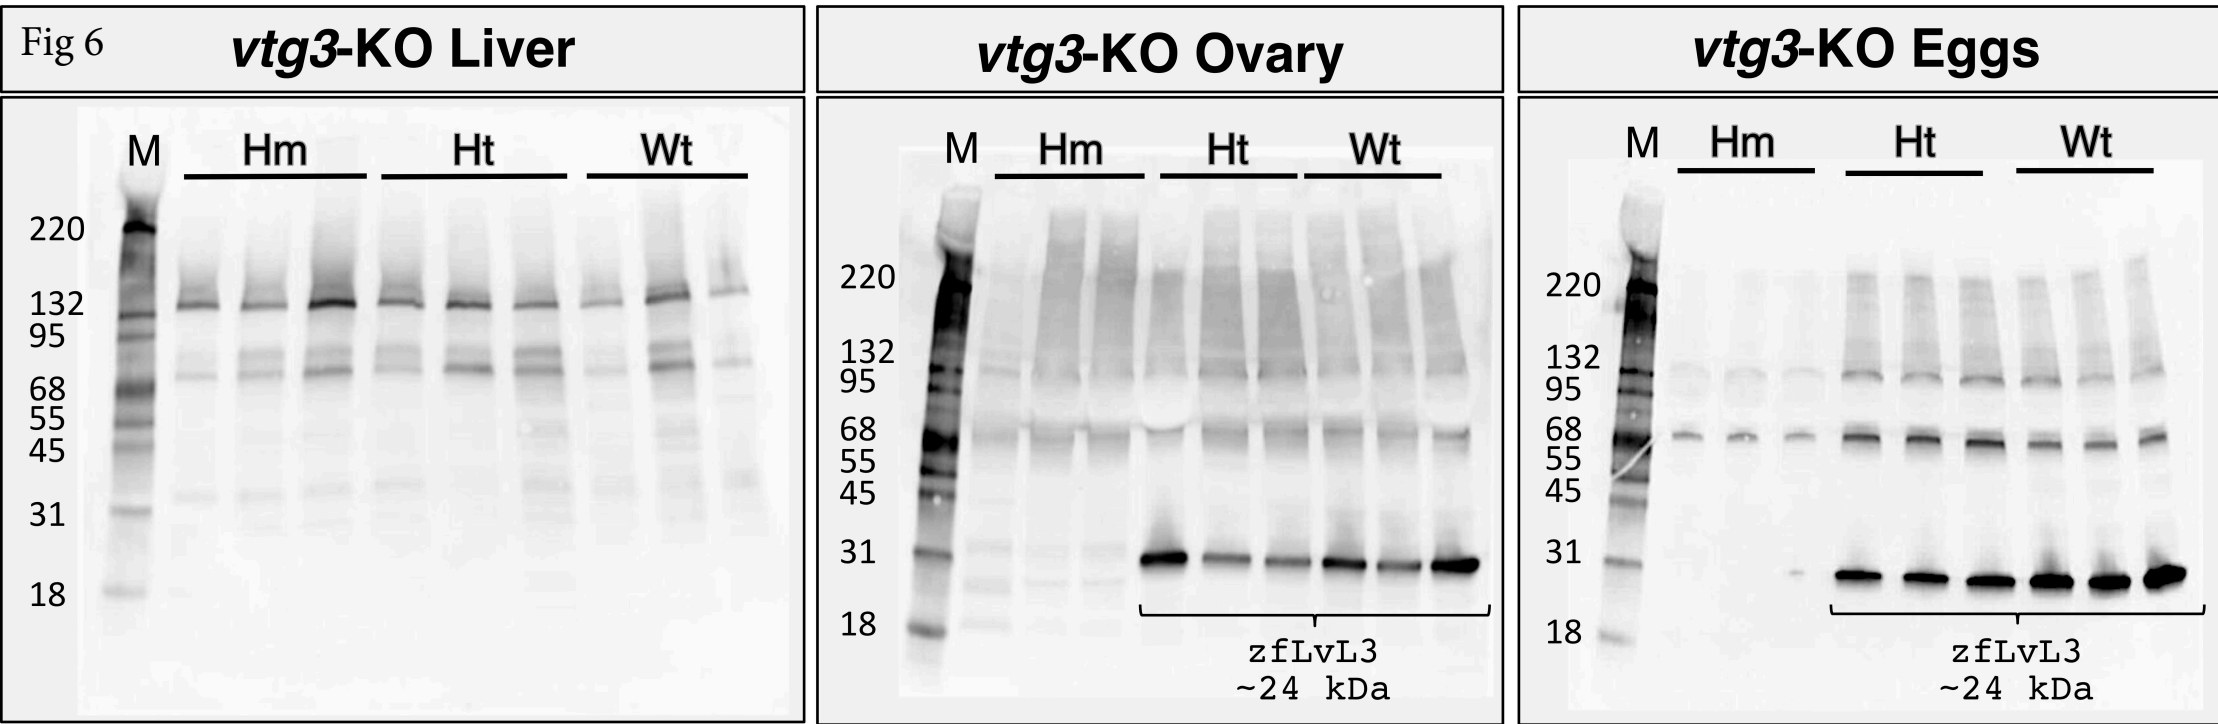 Fig 6
vtg3-KO Liver
M
Hm
Ht
Wt
220
132
95
68
55
45
31
18
vtg3-KO Ovary
M
Hm
Ht
Wt
220
132
95
68
55
45
31
18
zfLvL3
~24 kDa
vtg3-KO Eggs
M
Hm
Ht
Wt
220
132
95
68
55
45
31
18
zfLvL3
~24 kDa